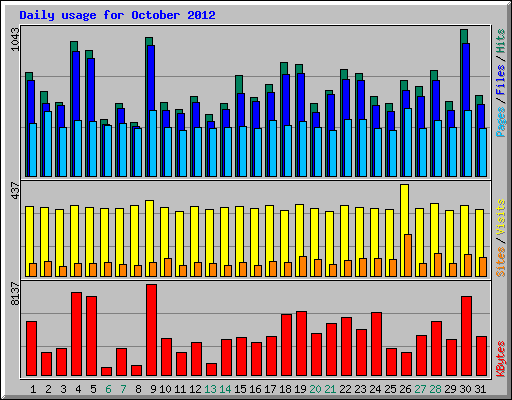 Daily usage for October 2012
1043
Pages / Files / Hits
437
Sites / Visits
8137
KBytes
1 2 3 4 5 6 7 8 9 10 11 12 13 14 15 16 17 18 19 20 21 22 23 24 25 26 27 28 29 30 31